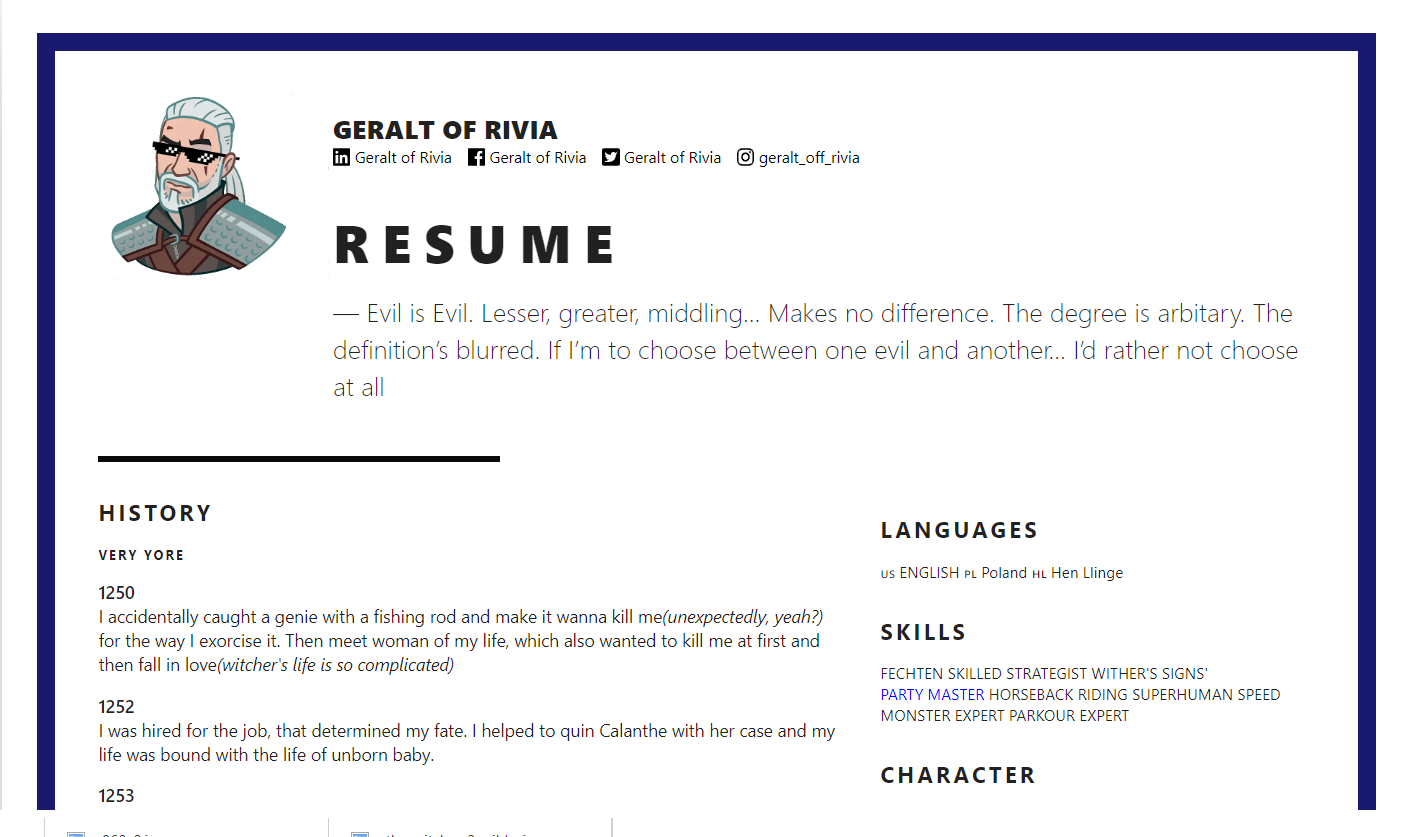 GERALT OF RIVIA
Geralt of Rivia Geralt of Rivia Geralt of Rivia geralt_off_rivia
RESUME
— Evil is Evil. Lesser, greater, middling... Makes no difference. The degree is arbitary. The
definition’s blurred. If I’m to choose between one evil and another... I’d rather not choose
at all
HISTORY
VERY YORE
1250
I accidentally caught a genie with a fishing rod and make it wanna kill me(unexpectedly, yeah?)
for the way I exorcise it. Then meet woman of my life, which also wanted to kill me at first and
then fall in love(witcher's life is so complicated)
1252
I was hired for the job, that determined my fate. I helped to quin Calanthe with her case and my
life was bound with the life of unborn baby.
1253
LANGUAGES
US ENGLISH PL Poland HL Hen Llinge
SKILLS
FECHTEN SKILLED STRATEGIST WITHER'S SIGNS'
PARTY MASTER HORSEBACK RIDING SUPERHUMAN SPEED
MONSTER EXPERT PARKOUR EXPERT
CHARACTER